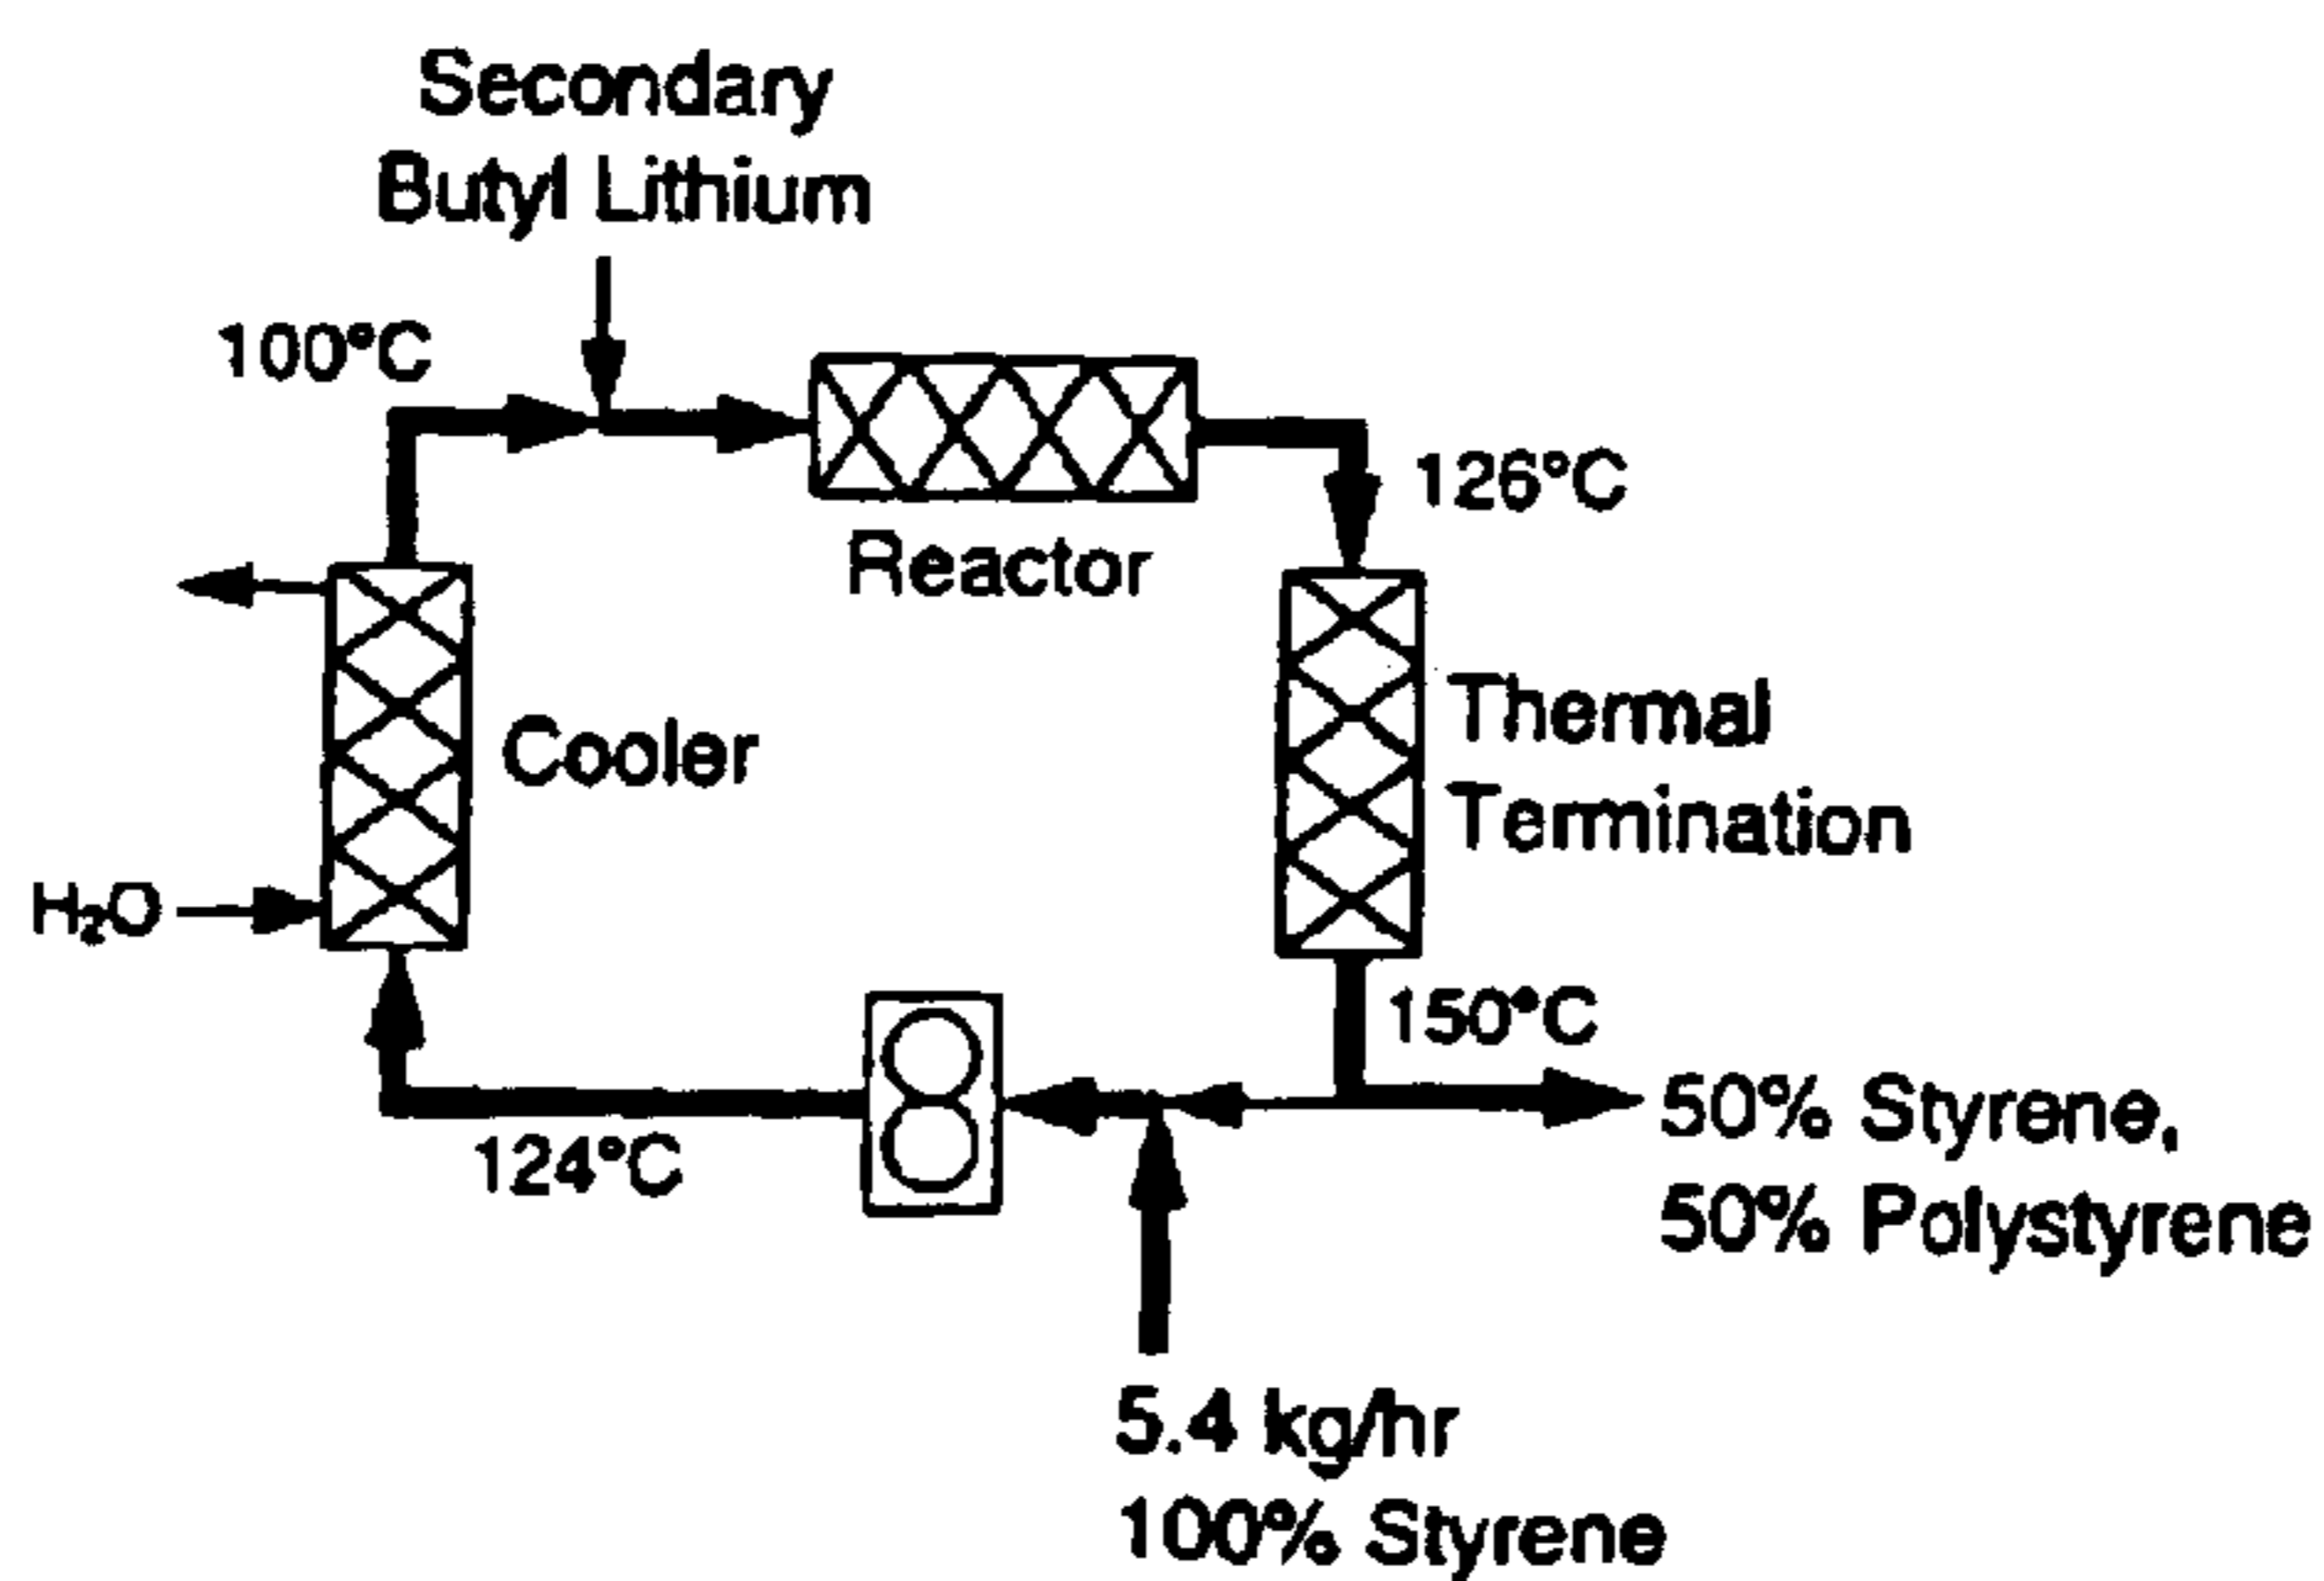 Secondary
Butyl Lithium
100°C
126°C
Reactor
Thermal
Termination
Cooler
H₂O
150°C
124°C
50% Styrene,
50% Polystyrene
5.4 kg/hr
100% Styrene